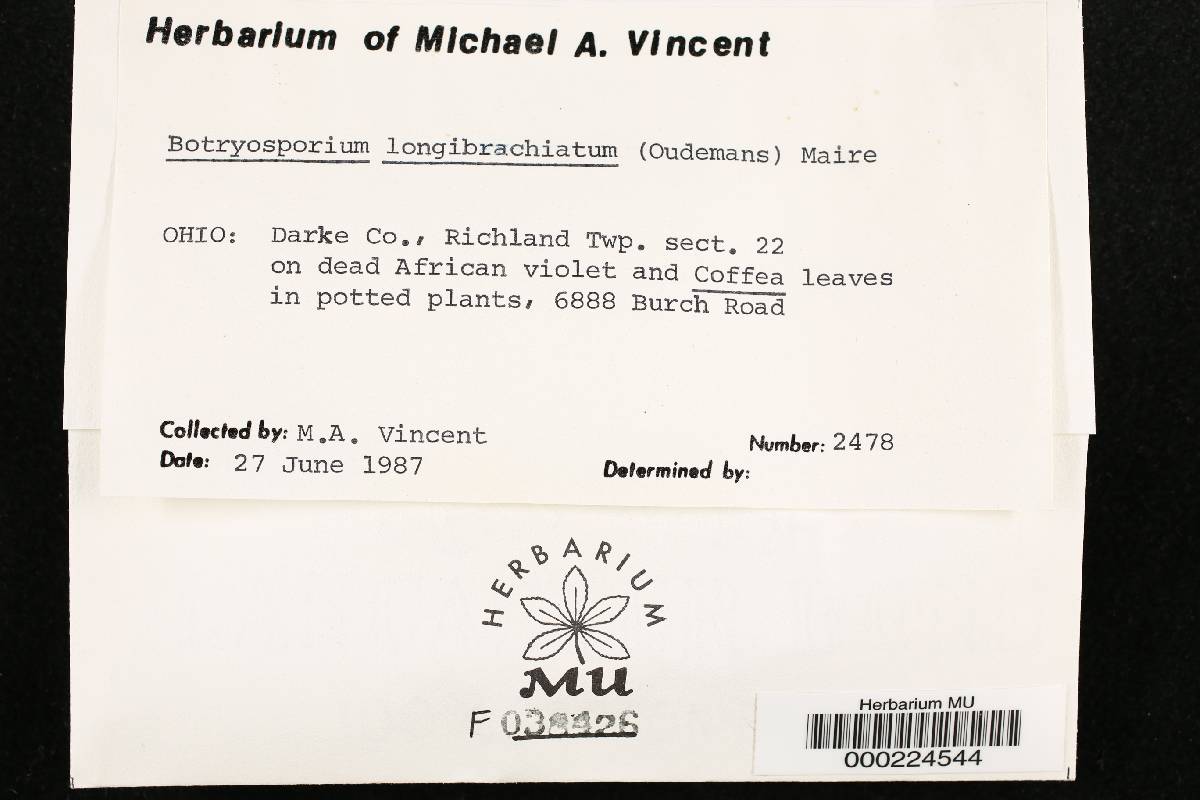 Herbarium of Michael A. Vincent
Botryosporium longibrachiatum (Oudemans) Maire
OHIO: Darke Co., Richland Twp. sect. 22
on dead African violet and Coffea leaves
in potted plants, 6888 Burch Road
Collected by: M.A. Vincent
Number: 2478
Date: 27 June 1987
Determined by:
HERBARIUM
MU
F
Herbarium MU
000224544